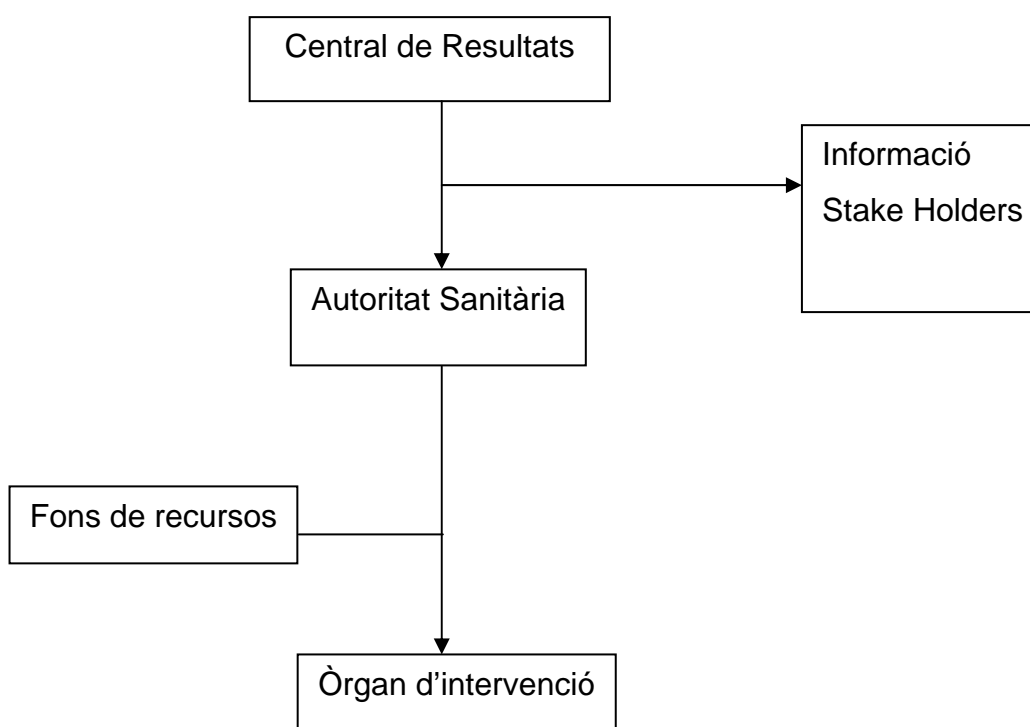 Central de Resultats
Informació
Stake Holders
Autoritat Sanitària
Fons de recursos
Òrgan d’intervenció